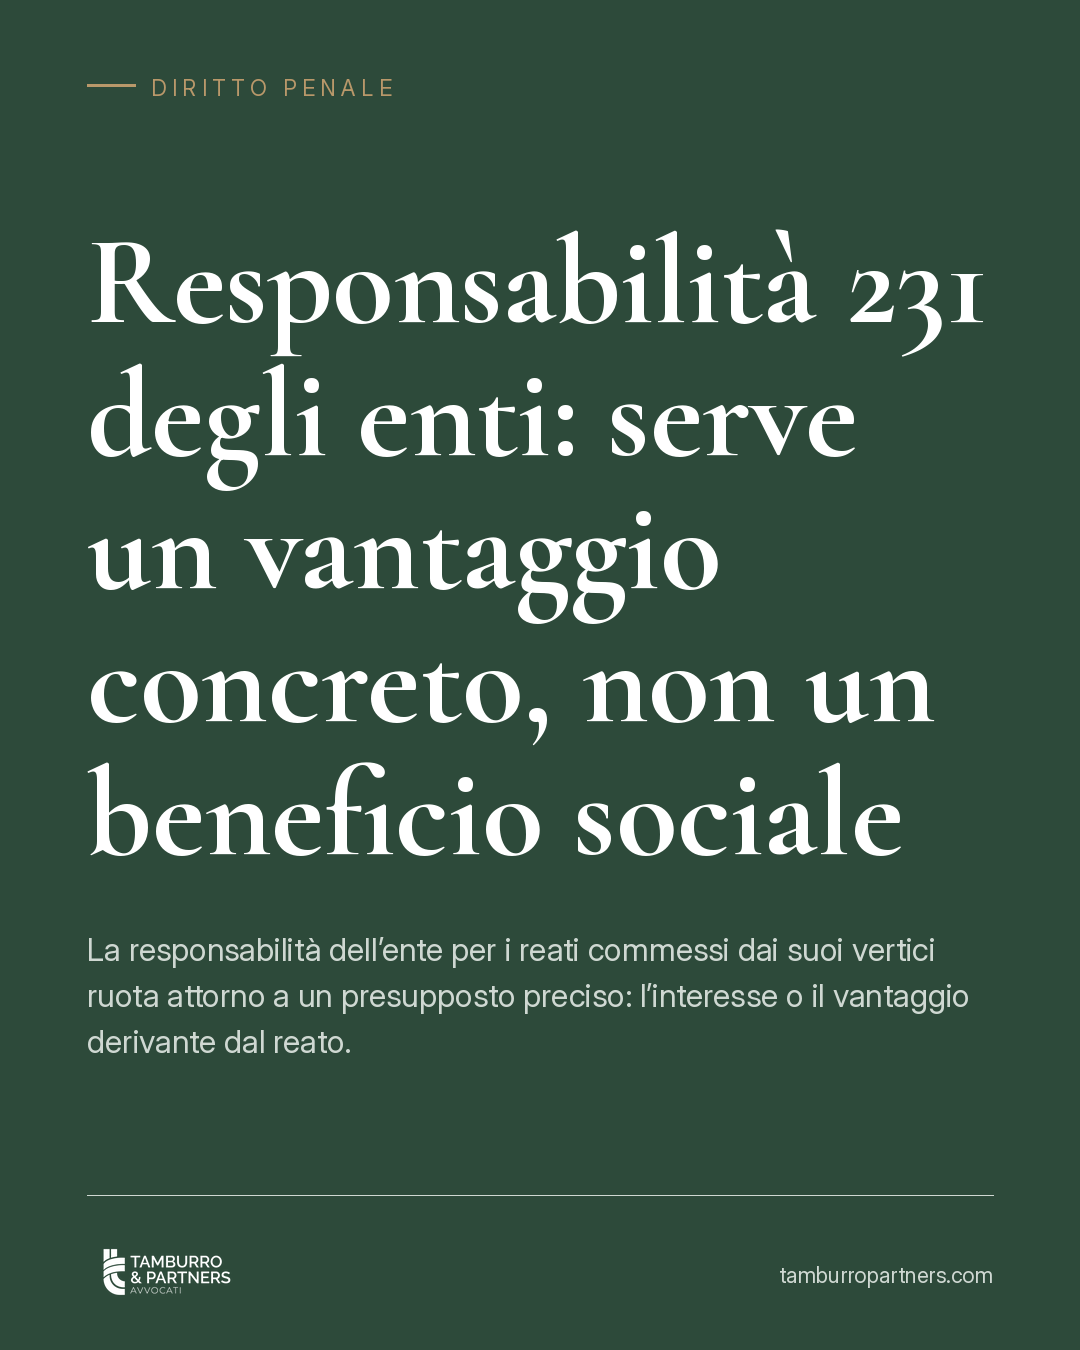 DIRITTO PENALE
Responsabilità 231
degli enti: serve
un vantaggio
concreto, non un
beneficio sociale
La responsabilità dell’ente per i reati commessi dai suoi vertici
ruota attorno a un presupposto preciso: l’interesse o il vantaggio
derivante dal reato.
TAMBURRO
& PARTNERS
AVVOCATI
tamburropartners.com